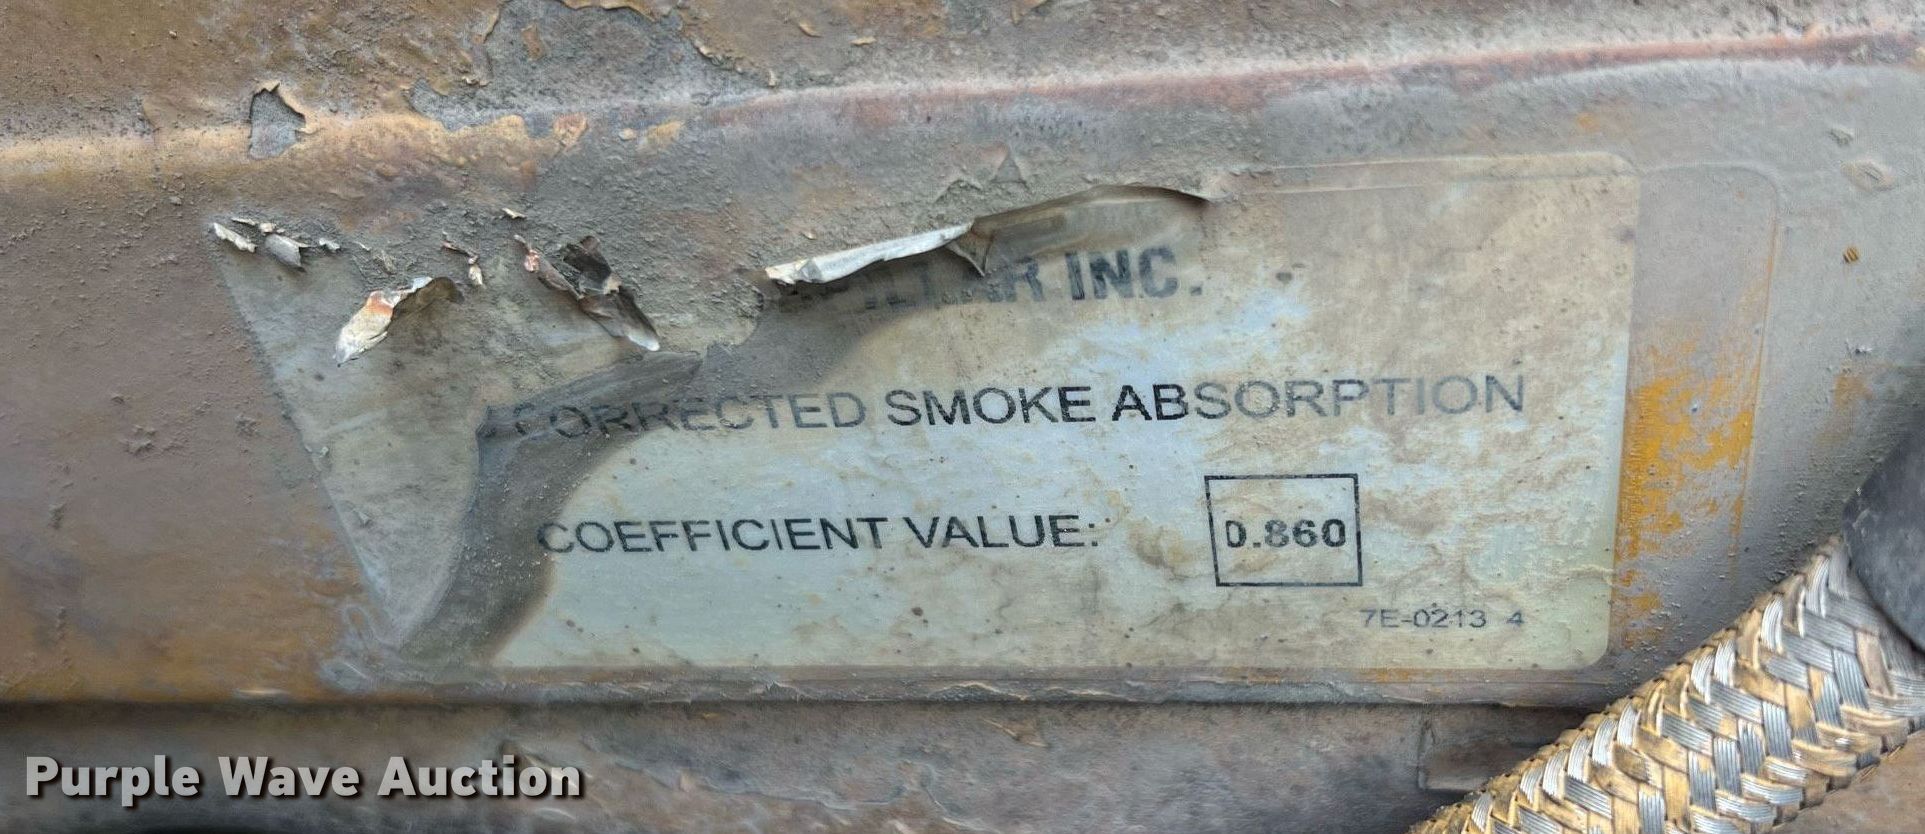 INC.
CORRECTED SMOKE ABSORPTION
COEFFICIENT VALUE:
0.860
7E-0213 4
Purple Wave Auction